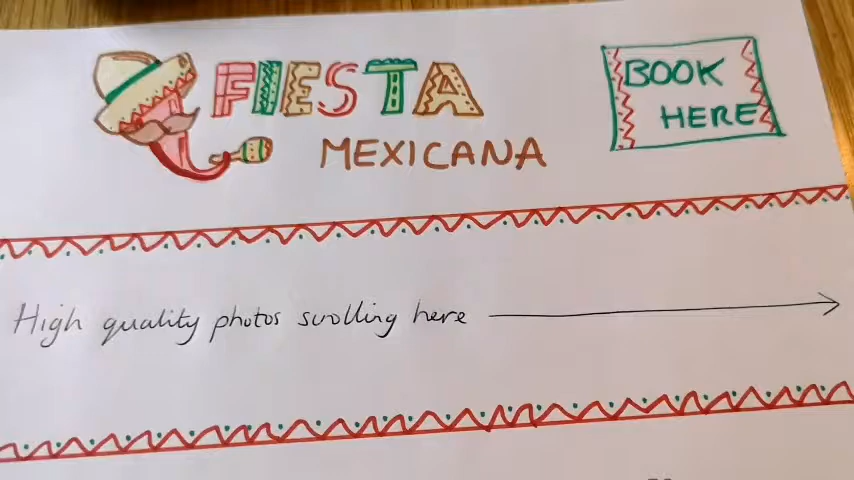 FIESTA
MEXICANA
BOOK
HERE
High quality photos scrolling here